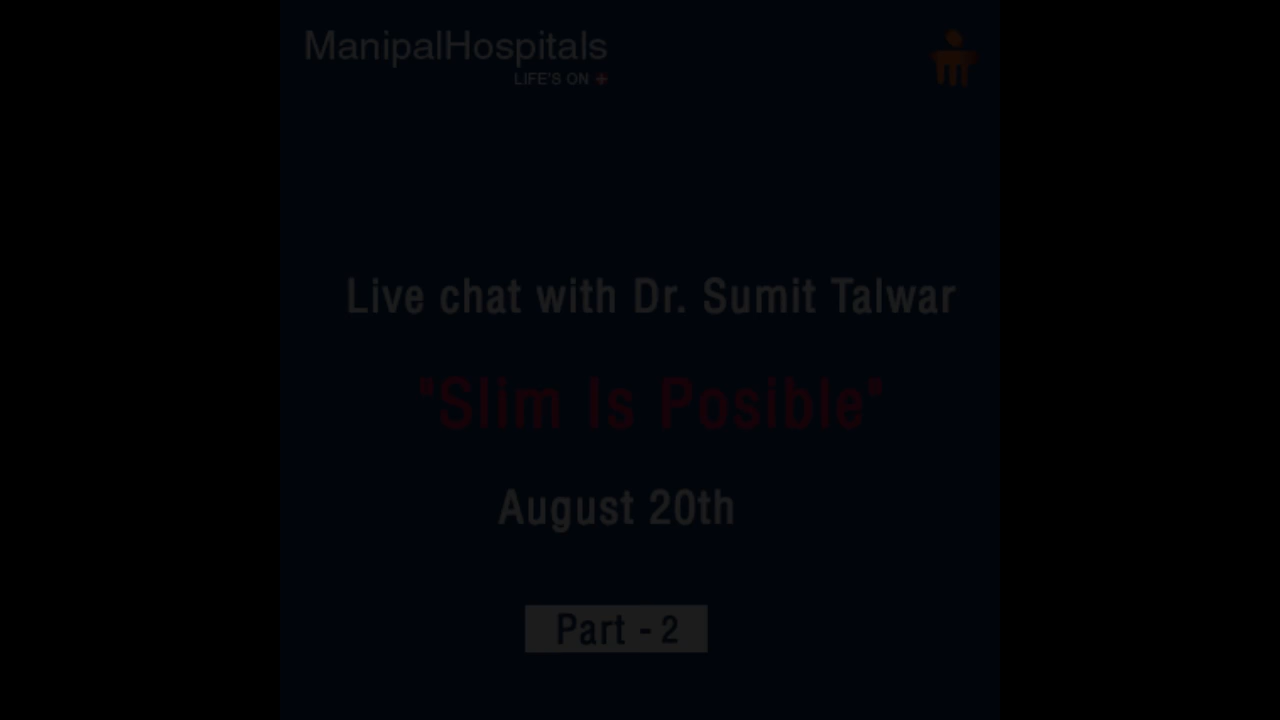 ManipalHospitals
LIFE'S ON
Live chat with Dr. Sumit Talwar
"Slim Is Posible"
August 20th
Part - 2